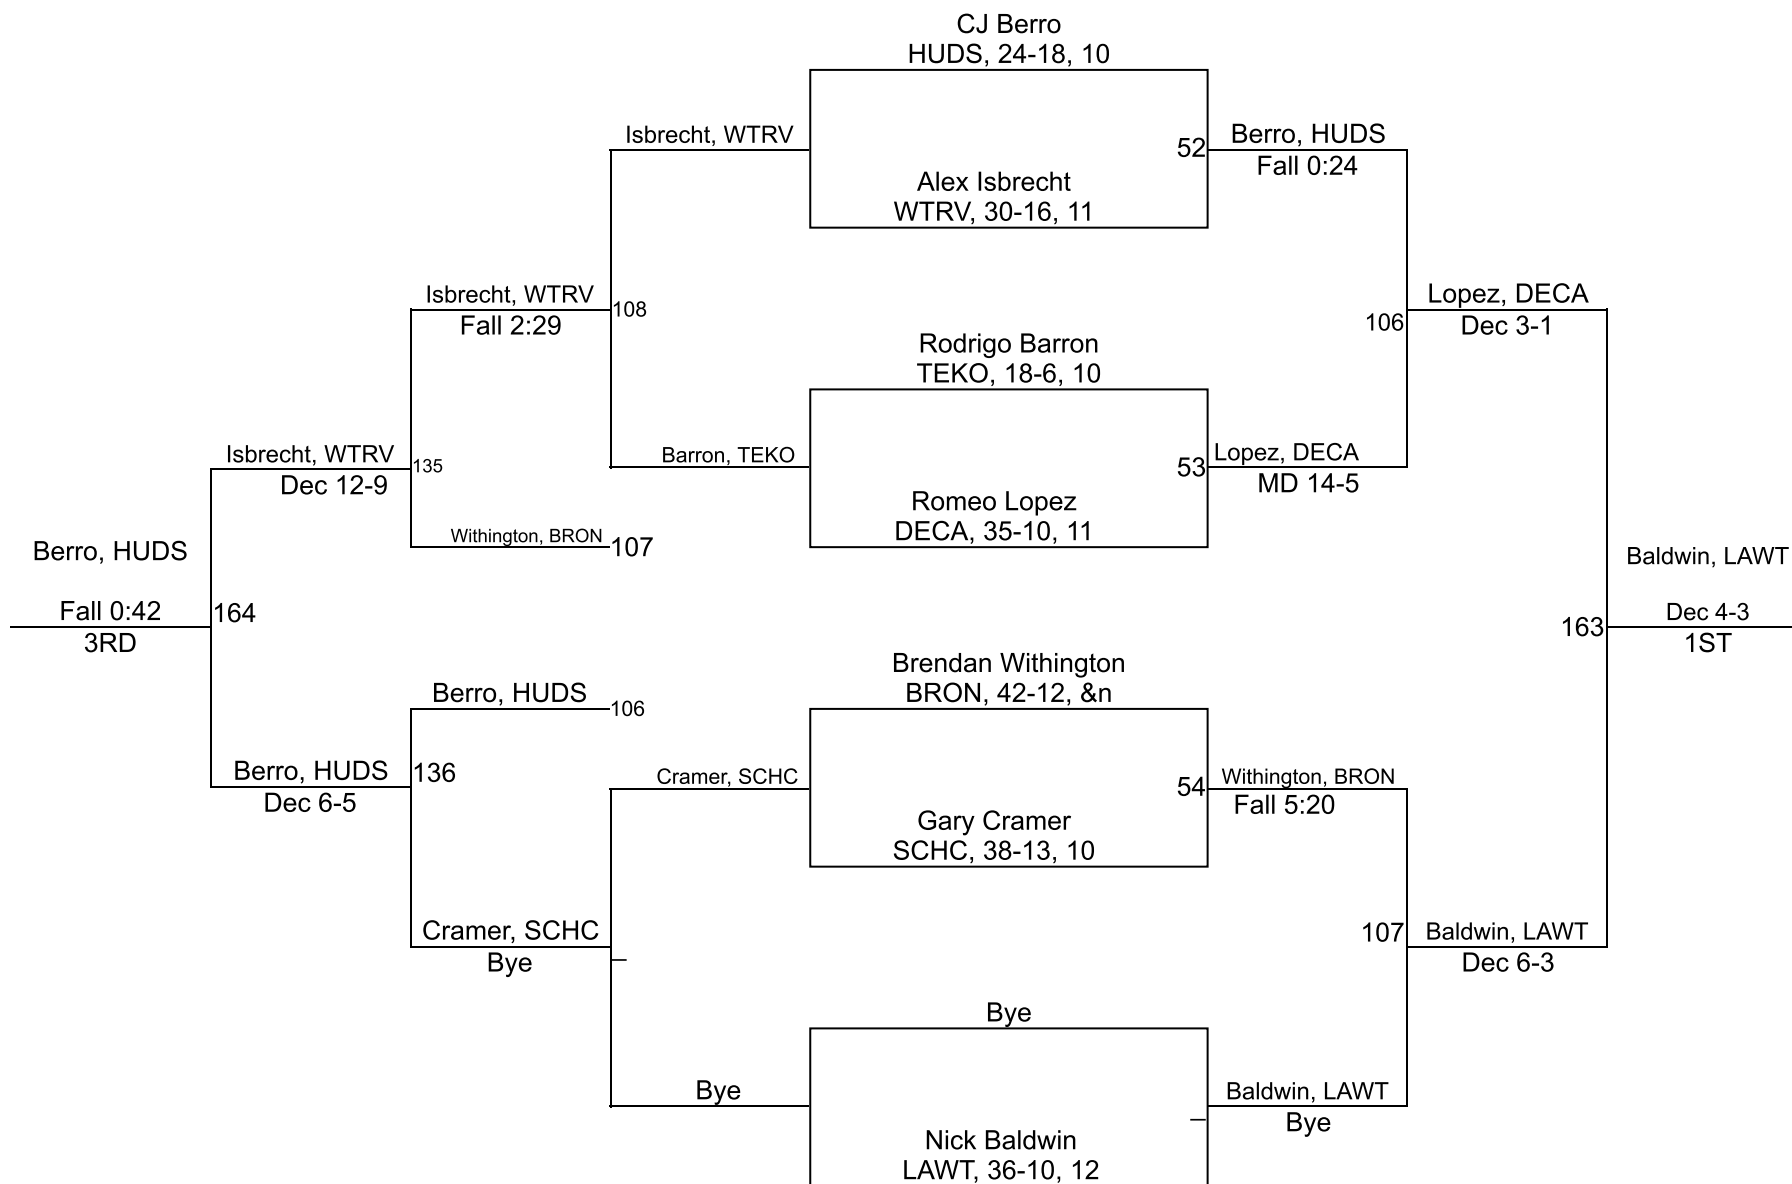 CJ Berro
HUDS, 24-18, 10
Isbrecht, WTRV
52
Berro, HUDS
Fall 0:24
Alex Isbrecht
WTRV, 30-16, 11
Isbrecht, WTRV
Fall 2:29
108
Lopez, DECA
Dec 3-1
106
Rodrigo Barron
TEKO, 18-6, 10
Isbrecht, WTRV
Dec 12-9
135
Barron, TEKO
53
Lopez, DECA
MD 14-5
Romeo Lopez
DECA, 35-10, 11
Withington, BRON
107
Berro, HUDS
Fall 0:42
3RD
164
Baldwin, LAWT
Dec 4-3
1ST
163
Brendan Withington
BRON, 42-12, &n
Berro, HUDS
106
Berro, HUDS
Dec 6-5
136
Cramer, SCHC
54
Withington, BRON
Fall 5:20
Gary Cramer
SCHC, 38-13, 10
Cramer, SCHC
Bye
107
Baldwin, LAWT
Dec 6-3
Bye
Bye
Baldwin, LAWT
Bye
Nick Baldwin
LAWT, 36-10, 12